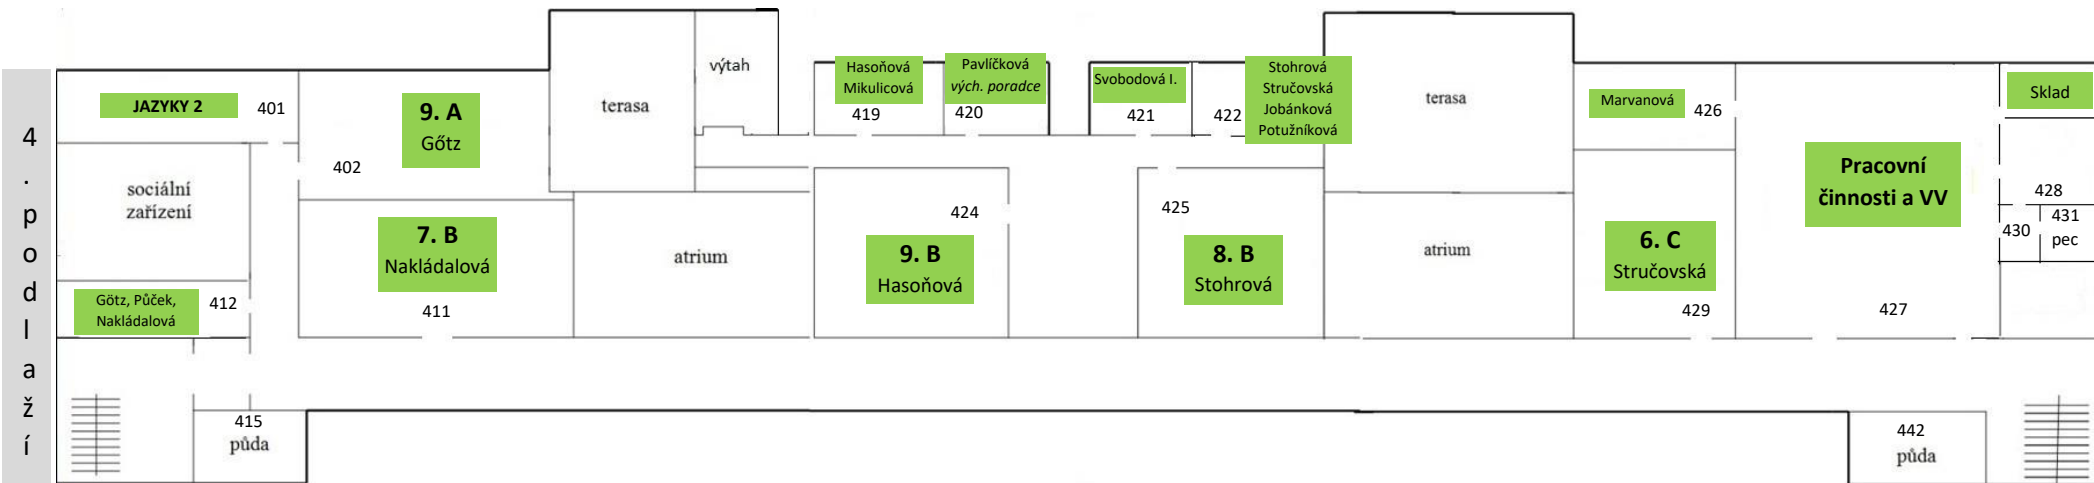 4
.
p
o
d
l
a
ž
í
JAZYKY 2
401
9. A
Gőtz
402
terasa
výtah
Hasoňová
Mikulicová
419
Pavlíčková
vých. poradce
420
Svobodová I.
421
422
Stohrová
Stručovská
Jobánková
Potužníková
terasa
Marvanová
426
Sklad
sociální
zařízení
7. B
Nakládalová
411
atrium
424
9. B
Hasoňová
425
8. B
Stohrová
atrium
6. C
Stručovská
429
Pracovní
činnosti a VV
427
428
430
431
pec
Götz, Půček,
Nakládalová
412
415
půda
442
půda